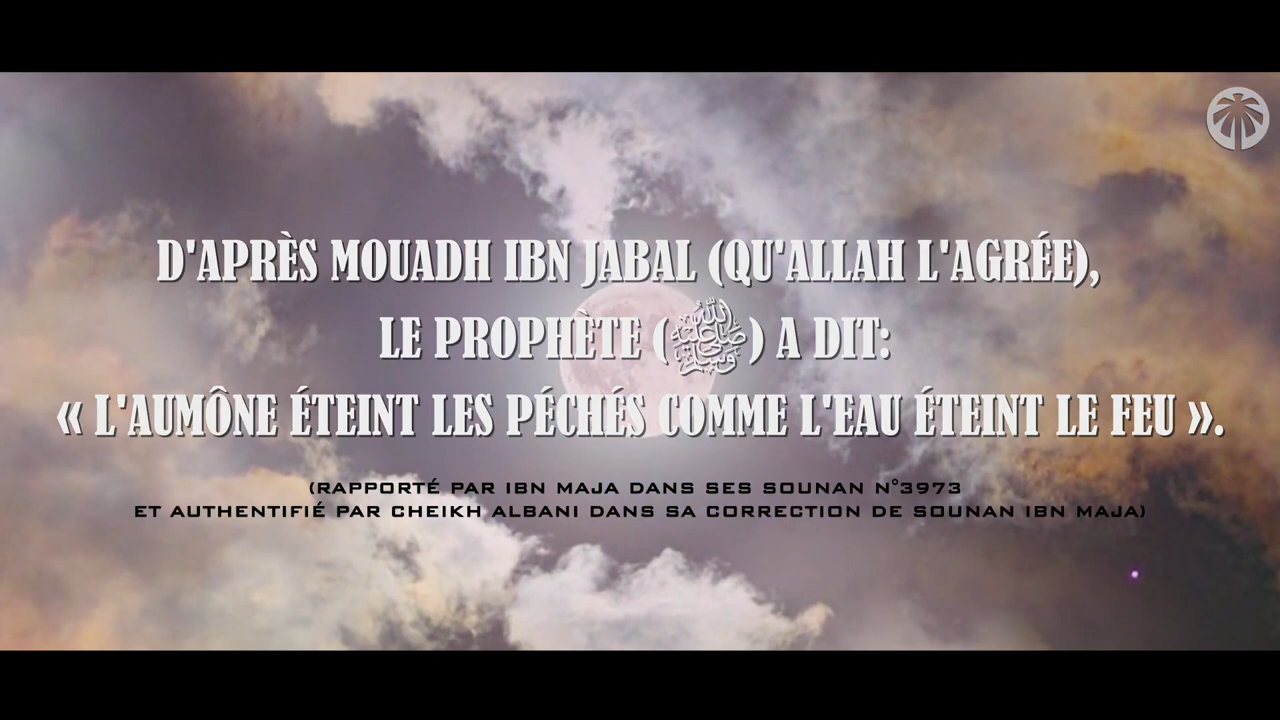 D'APRÈS MOUADH IBN JABAL (QU'ALLAH L'AGRÉE),
LE PROPHÈTE (ﷺ) A DIT:
« L'AUMÔNE ÉTEINT LES PÉCHÉS COMME L'EAU ÉTEINT LE FEU ».
(RAPPORTÉ PAR IBN MAJA DANS SES SOUNAN N°3973
ET AUTHENTIFIÉ PAR CHEIKH ALBANI DANS SA CORRECTION DE SOUNAN IBN MAJA)